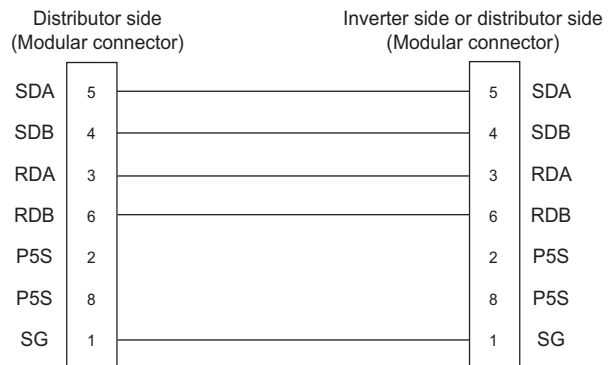 Distributor side
(Modular connector)
Inverter side or distributor side
(Modular connector)
SDA 5 5 SDA
SDB 4 4 SDB
RDA 3 3 RDA
RDB 6 6 RDB
P5S 2 2 P5S
P5S 8 8 P5S
SG 1 1 SG